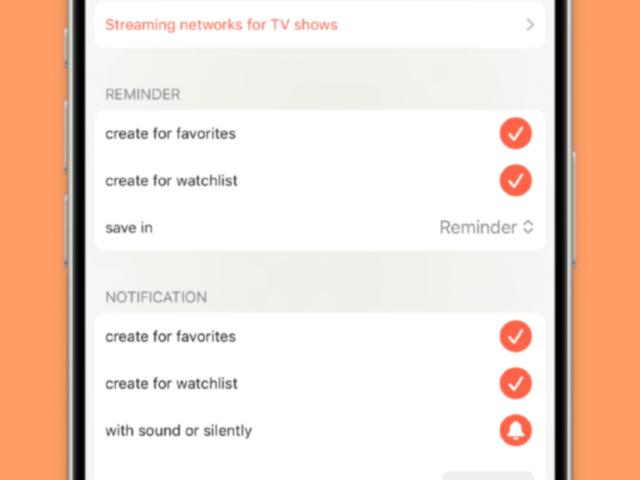 Streaming networks for TV shows
REMINDER
create for favorites
create for watchlist
save in Reminder
NOTIFICATION
create for favorites
create for watchlist
with sound or silently